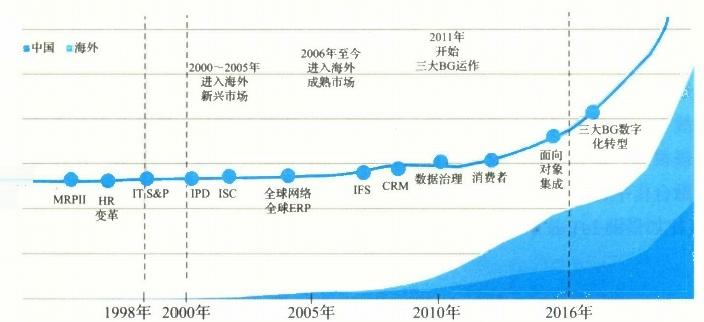 中国 海外
2000～2005年
进入海外
新兴市场
2006年至今
进入海外
成熟市场
2011年
开始
三大BG运作
MRPII
HR
变革
IT S&P
IPD
ISC
全球网络
全球ERP
IFS
CRM
数据治理
消费者
面向
对象
集成
三大BG数字
化转型
1998年
2000年
2005年
2010年
2016年